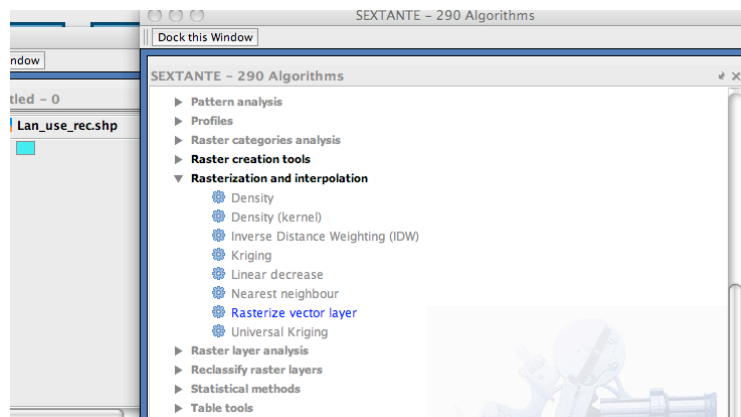 SEXTANTE – 290 Algorithms
Dock this Window
ndow
SEXTANTE – 290 Algorithms
tled – 0
Lan_use_rec.shp
Pattern analysis
Profiles
Raster categories analysis
Raster creation tools
Rasterization and interpolation
Density
Density (kernel)
Inverse Distance Weighting (IDW)
Kriging
Linear decrease
Nearest neighbour
Rasterize vector layer
Universal Kriging
Raster layer analysis
Reclassify raster layers
Statistical methods
Table tools